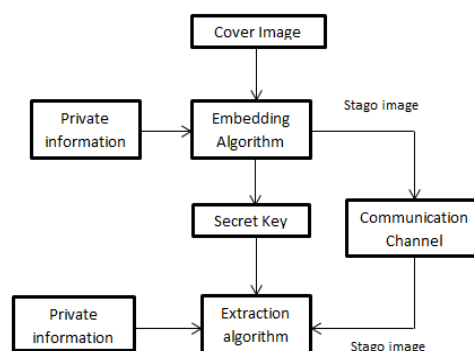 Cover Image
Stago image
Private
information
Embedding
Algorithm
Secret Key
Communication
Channel
Private
information
Extraction
algorithm
Stago image